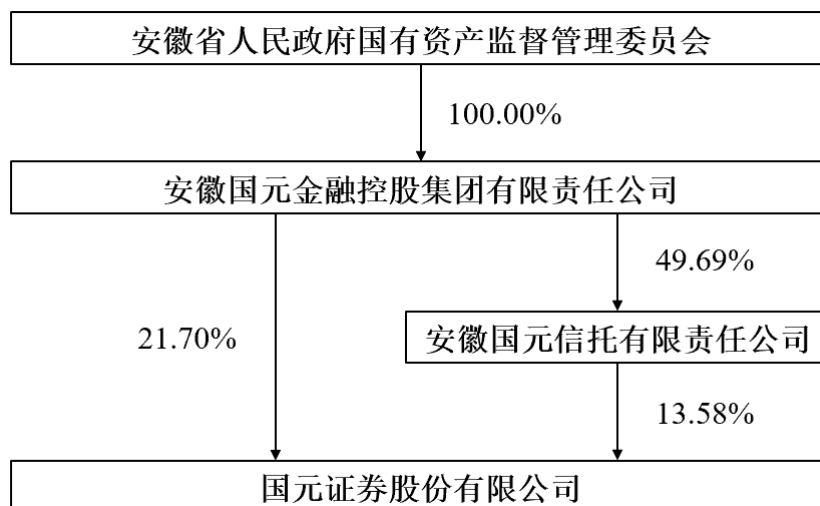 安徽省人民政府国有资产监督管理委员会
100.00%
安徽国元金融控股集团有限责任公司
49.69%
21.70%
安徽国元信托有限责任公司
13.58%
国元证券股份有限公司